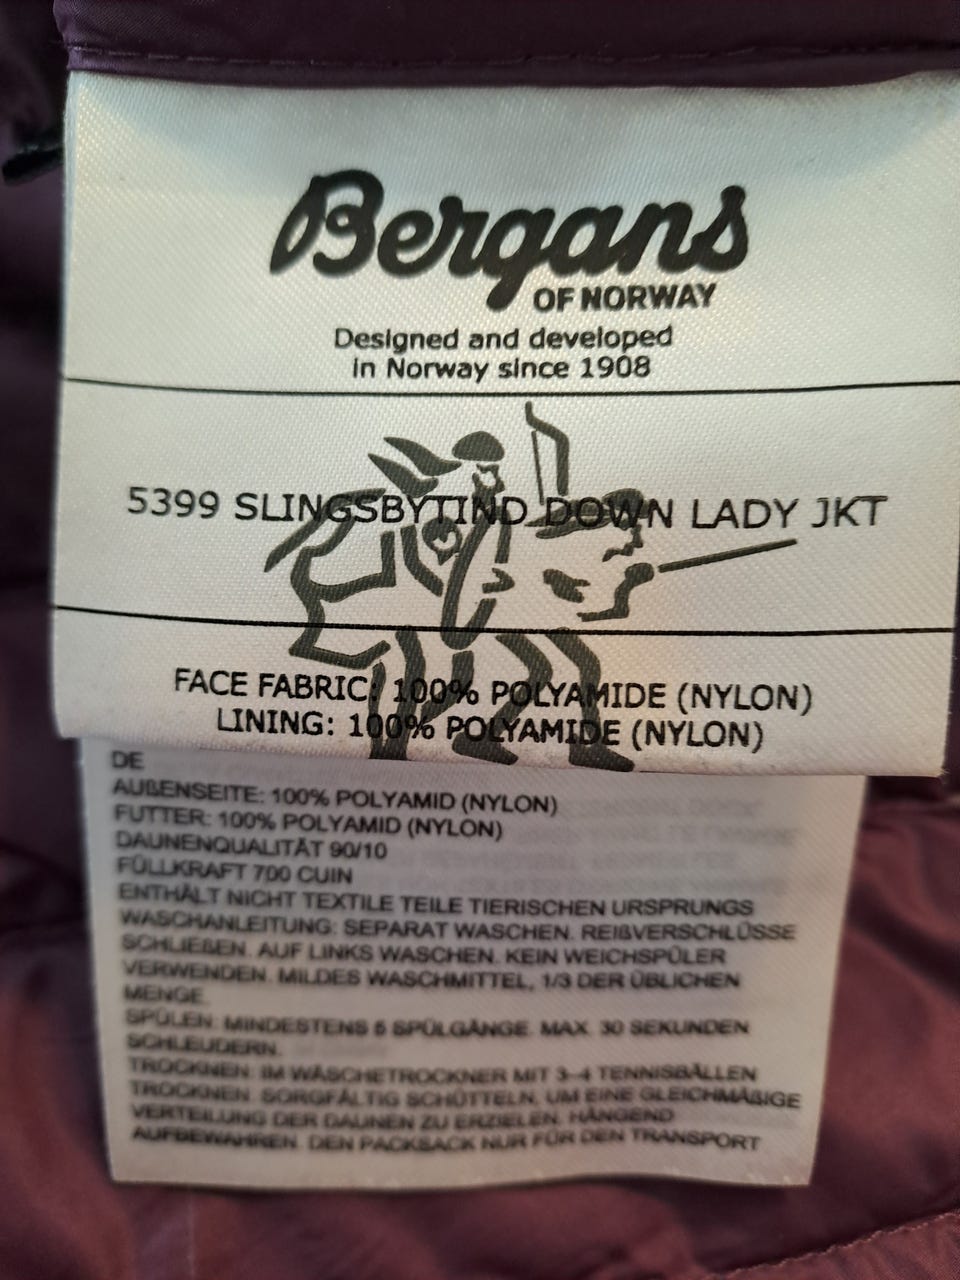 Bergans
OF NORWAY
Designed and developed
in Norway since 1908
5399 SLINGSBYTIND DOWN LADY JKT
FACE FABRIC: 100% POLYAMIDE (NYLON)
LINING: 100% POLYAMIDE (NYLON)
DE
AUßENSEITE: 100% POLYAMID (NYLON)
FUTTER: 100% POLYAMID (NYLON)
DAUNENQUALITÄT 90/10
FÜLLKRAFT 700 CUIN
ENTHÄLT NICHT TEXTILE TEILE TIERISCHEN URSPRUNGS
WASCHANLEITUNG: SEPARAT WASCHEN. REIßVERSCHLÜSSE
SCHLIEßEN. AUF LINKS WASCHEN. KEIN WEICHSPÜLER
VERWENDEN. MILDES WASCHMITTEL, 1/3 DER ÜBLICHEN
MENGE.
SPÜLEN: MINDESTENS 5 SPÜLGÄNGE. MAX. 30 SEKUNDEN
SCHLEUDERN.
TROCKNEN: IM WÄSCHETROCKNER MIT 3-4 TENNISBÄLLEN
TROCKNEN. SORGFÄLTIG SCHÜTTELN, UM EINE GLEICHMÄßIGE
VERTEILUNG DER DAUNEN ZU ERZIELEN. HÄNGEND
AUFBEWAHREN. DEN PACKSACK NUR FÜR DEN TRANSPORT